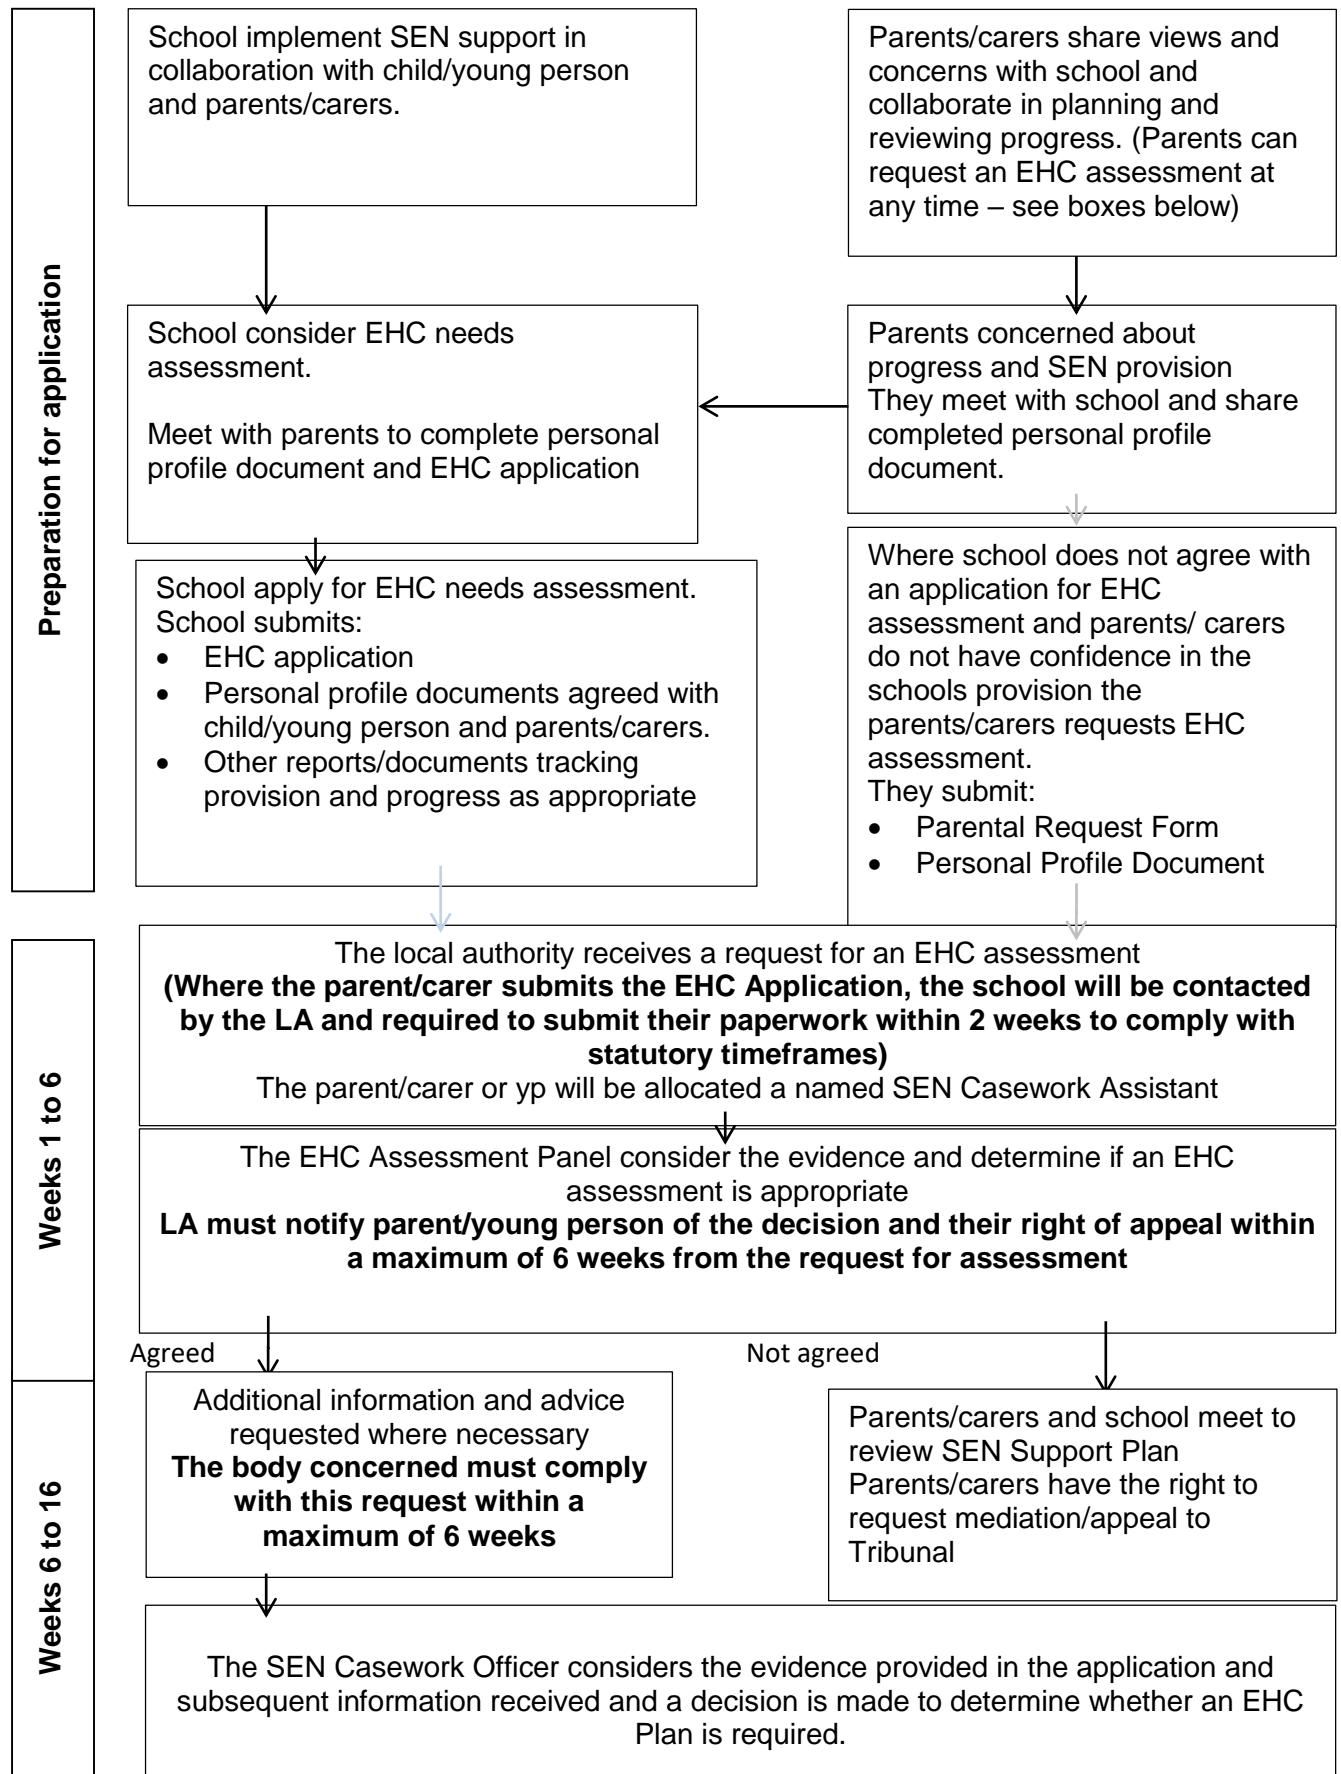 Preparation for application
School implement SEN support in
collaboration with child/young person
and parents/carers.
Parents/carers share views and
concerns with school and
collaborate in planning and
reviewing progress. (Parents can
request an EHC assessment at
any time – see boxes below)
School consider EHC needs
assessment.
Meet with parents to complete personal
profile document and EHC application
Parents concerned about
progress and SEN provision
They meet with school and share
completed personal profile
document.
School apply for EHC needs assessment.
School submits:
• EHC application
• Personal profile documents agreed with
child/young person and parents/carers.
• Other reports/documents tracking
provision and progress as appropriate
Where school does not agree with
an application for EHC
assessment and parents/ carers
do not have confidence in the
schools provision the
parents/carers requests EHC
assessment.
They submit:
• Parental Request Form
• Personal Profile Document
Weeks 1 to 6
The local authority receives a request for an EHC assessment
(Where the parent/carer submits the EHC Application, the school will be contacted
by the LA and required to submit their paperwork within 2 weeks to comply with
statutory timeframes)
The parent/carer or yp will be allocated a named SEN Casework Assistant
The EHC Assessment Panel consider the evidence and determine if an EHC
assessment is appropriate
LA must notify parent/young person of the decision and their right of appeal within
a maximum of 6 weeks from the request for assessment
Agreed
Not agreed
Weeks 6 to 16
Additional information and advice
requested where necessary
The body concerned must comply
with this request within a
maximum of 6 weeks
Parents/carers and school meet to
review SEN Support Plan
Parents/carers have the right to
request mediation/appeal to
Tribunal
The SEN Casework Officer considers the evidence provided in the application and
subsequent information received and a decision is made to determine whether an EHC
Plan is required.